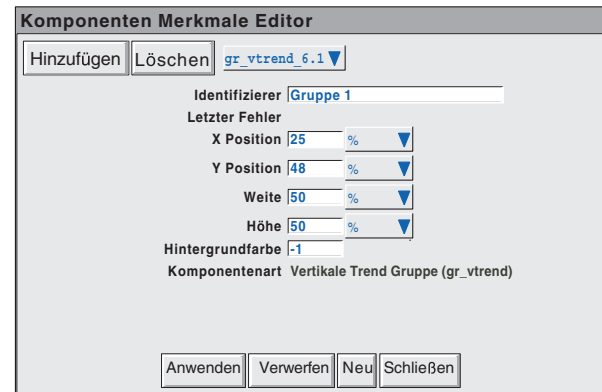 Komponenten Merkmale Editor
Hinzufügen Löschen gr_vtrend_6.1
Identifizierer Gruppe 1
Letzter Fehler
X Position 25 %
Y Position 48 %
Weite 50 %
Höhe 50 %
Hintergrundfarbe -1
Komponentenart Vertikale Trend Gruppe (gr_vtrend)
Anwenden Verwerfen Neu Schließen